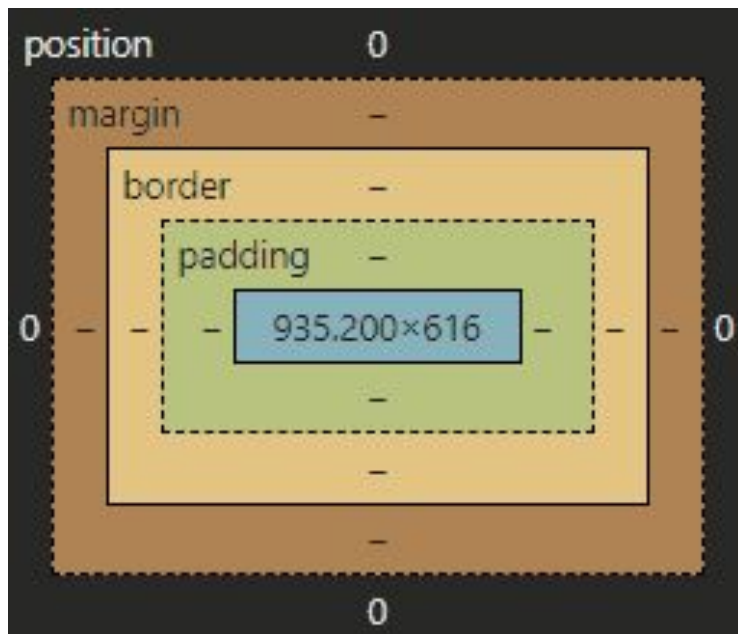 position 0
margin –
border –
padding –
0 – – – 935.200×616 – – – 0
–
–
–
0